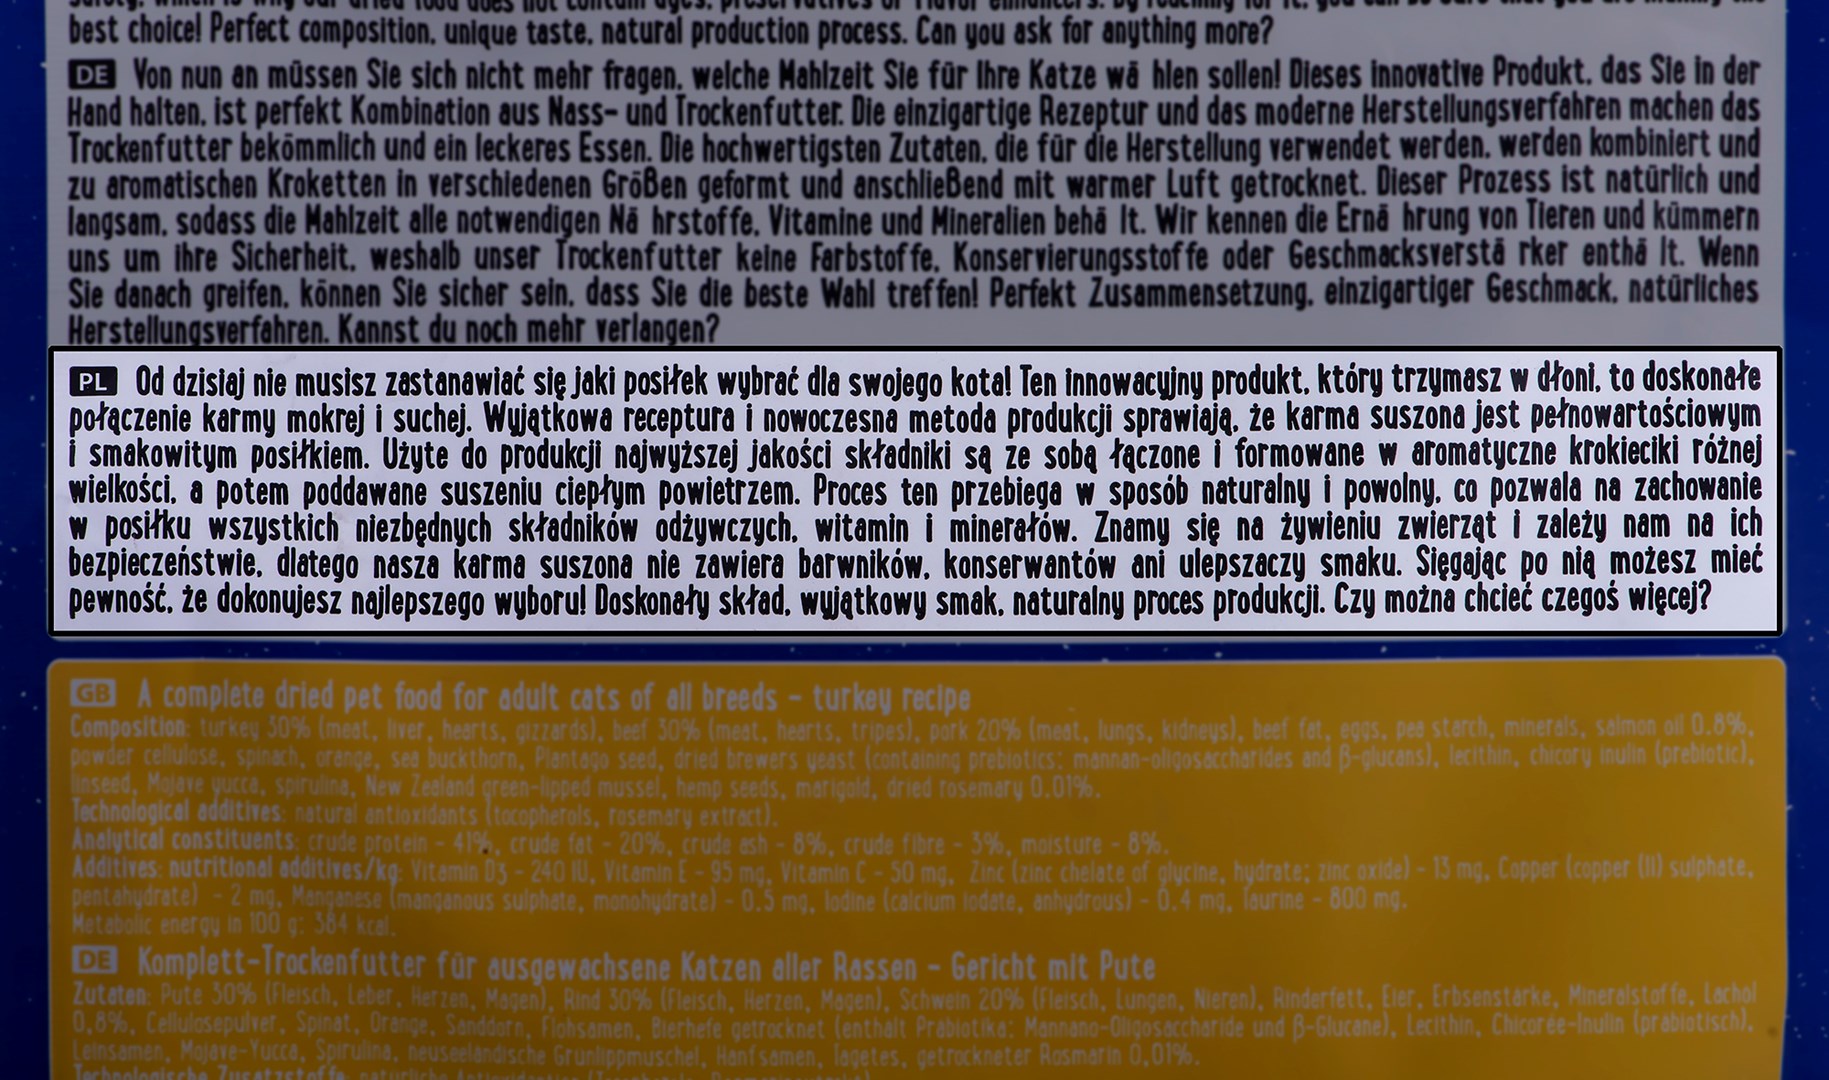 best choice! Perfect composition, unique taste, natural production process. Can you ask for anything more?
DE Von nun an müssen Sie sich nicht mehr fragen, welche Mahlzeit Sie für Ihre Katze wä hlen sollen! Dieses innovative Produkt, das Sie in der
Hand halten, ist perfekt Kombination aus Nass- und Trockenfutter. Die einzigartige Rezeptur und das moderne Herstellungsverfahren machen das
Trockenfutter bekömmlich und ein leckeres Essen. Die hochwertigsten Zutaten, die für die Herstellung verwendet werden, werden kombiniert und
zu aromatischen Kroketten in verschiedenen Größen geformt und anschließend mit warmer Luft getrocknet. Dieser Prozess ist natürlich und
langsam, sodass die Mahlzeit alle notwendigen Nä hrstoffe, Vitamine und Mineralien behä lt. Wir kennen die Ernä hrung von Tieren und kümmern
uns um ihre Sicherheit, weshalb unser Trockenfutter keine Farbstoffe, Konservierungsstoffe oder Geschmacksverstä rker enthä lt. Wenn
Sie danach greifen, können Sie sicher sein, dass Sie die beste Wahl treffen! Perfekt Zusammensetzung, einzigartiger Geschmack, natürliches
Herstellungsverfahren. Kannst du noch mehr verlangen?
PL Od dzisiaj nie musisz zastanawiać się jaki posiłek wybrać dla swojego kota! Ten innowacyjny produkt, który trzymasz w dłoni, to doskonałe
połączenie karmy mokrej i suchej. Wyjątkowa receptura i nowoczesna metoda produkcji sprawiają, że karma suszona jest pełnowartościowym
i smakowitym posiłkiem. Użyte do produkcji najwyższej jakości składniki są ze sobą łączone i formowane w aromatyczne krokieciki różnej
wielkości, a potem poddawane suszeniu ciepłym powietrzem. Proces ten przebiega w sposób naturalny i powolny, co pozwala na zachowanie
w posiłku wszystkich niezbędnych składników odżywczych, witamin i minerałów. Znamy się na żywieniu zwierząt i zależy nam na ich
bezpieczeństwie, dlatego nasza karma suszona nie zawiera barwników, konserwantów ani ulepszaczy smaku. Sięgając po nią możesz mieć
pewność, że dokonujesz najlepszego wyboru! Doskonały skład, wyjątkowy smak, naturalny proces produkcji. Czy można chcieć czegoś więcej?
GB A complete dried pet food for adult cats of all breeds - turkey recipe
Composition: turkey 30% (meat, liver, hearts, gizzards), beef 30% (meat, hearts, tripes), pork 20% (meat, lungs, kidneys), beef fat, eggs, pea starch, minerals, salmon oil 0.8%,
powder cellulose, spinach, orange, sea buckthorn, Plantago seed, dried brewers yeast (containing prebiotics: mannan-oligosaccharides and β-glucans), lecithin, chicory inulin (prebiotic),
linseed, Mojave yucca, spirulina, New Zealand green-lipped mussel, hemp seeds, marigold, dried rosemary 0.01%.
Technological additives: natural antioxidants (tocopherols, rosemary extract).
Analytical constituents: crude protein - 41%, crude fat - 20%, crude ash - 8%, crude fibre - 3%, moisture - 8%.
Additives: nutritional additives/kg: Vitamin D3 - 240 IU, Vitamin E - 95 mg, Vitamin C - 50 mg, Zinc (zinc chelate of glycine, hydrate; zinc oxide) - 13 mg, Copper (copper (II) sulphate,
pentahydrate) - 2 mg, Manganese (manganous sulphate, monohydrate) - 0.5 mg, Iodine (calcium iodate, anhydrous) - 0.4 mg, Taurine - 800 mg.
Metabolic energy in 100 g: 384 kcal.
DE Komplett-Trockenfutter für ausgewachsene Katzen aller Rassen - Gericht mit Pute
Zutaten: Pute 30% (Fleisch, Leber, Herzen, Magen), Rind 30% (Fleisch, Herzen, Magen), Schwein 20% (Fleisch, Lungen, Nieren), Rinderfett, Eier, Erbsenstärke, Mineralstoffe, Lachöl
0,8%, Cellulosepulver, Spinat, Orange, Sanddorn, Flohsamen, Bierhefe getrocknet (enthält Präbiotika: Mannano-Oligosaccharide und β-Glucane), Lecithin, Chicorée-Inulin (präbiotisch),
Leinsamen, Mojave-Yucca, Spirulina, neuseeländische Grünlippmuschel, Hanfsamen, Tagetes, getrockneter Rosmarin 0,01%.